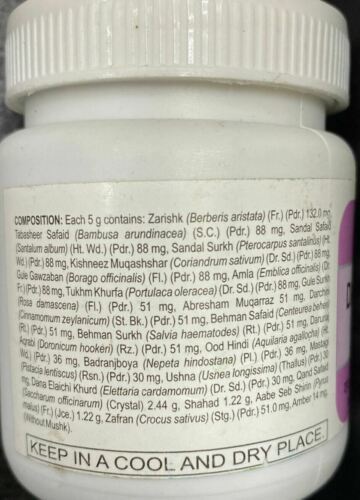 COMPOSITION: Each 5 g contains: Zarishk (Berberis aristata) (Fr.) (Pdr.) 132.0 mg,
Tabasheer Safaid (Bambusa arundinacea) (S.C.) (Pdr.) 88 mg, Sandal Safaid
(Santalum album) (Ht. Wd.) (Pdr.) 88 mg, Sandal Surkh (Pterocarpus santalinus) (Ht.
Wd.) (Pdr.) 88 mg, Kishneez Muqashshar (Coriandrum sativum) (Dr. Sd.) (Pdr.) 88 mg,
Gule Gawzaban (Borago officinalis) (Fl.) (Pdr.) 88 mg, Amla (Emblica officinalis) (Dr.
Fr.) (Pdr.) 88 mg, Tukhm Khurfa (Portulaca oleracea) (Dr. Sd.) (Pdr.) 88 mg, Gule Surkh
(Rosa damascena) (Fl.) (Pdr.) 51 mg, Abresham Muqarraz 51 mg, Darchini
(Cinnamomum zeylanicum) (St. Bk.) (Pdr.) 51 mg, Behman Safaid (Centeurea behen)
(Rt.) (Pdr.) 51 mg, Behman Surkh (Salvia haematodes) (Rt.) (Pdr.) 51 mg, Darunaj
Aqrabi (Doronicum hookeri) (Rz.) (Pdr.) 51 mg, Ood Hindi (Aquilaria agallocha) (Ht.
Wd.) (Pdr.) 36 mg, Badranjboya (Nepeta hindostana) (Pl.) (Pdr.) 36 mg, Mastagi
(Pistacia lentiscus) (Rsn.) (Pdr.) 30 mg, Ushna (Usnea longissima) (Thallus) (Pdr.) 30
mg, Dana Elaichi Khurd (Elettaria cardamomum) (Dr. Sd.) (Pdr.) 30 mg, Qand Safaid
(Saccharum officinarum) (Crystal) 2.44 g, Shahad 1.22 g, Aabe Seb Shirin (Pyrus
malus) (Fr.) (Jce.) 1.22 g, Zafran (Crocus sativus) (Stg.) (Pdr.) 51.0 mg, Amber 14 mg,
(Without Mushk).
KEEP IN A COOL AND DRY PLACE.